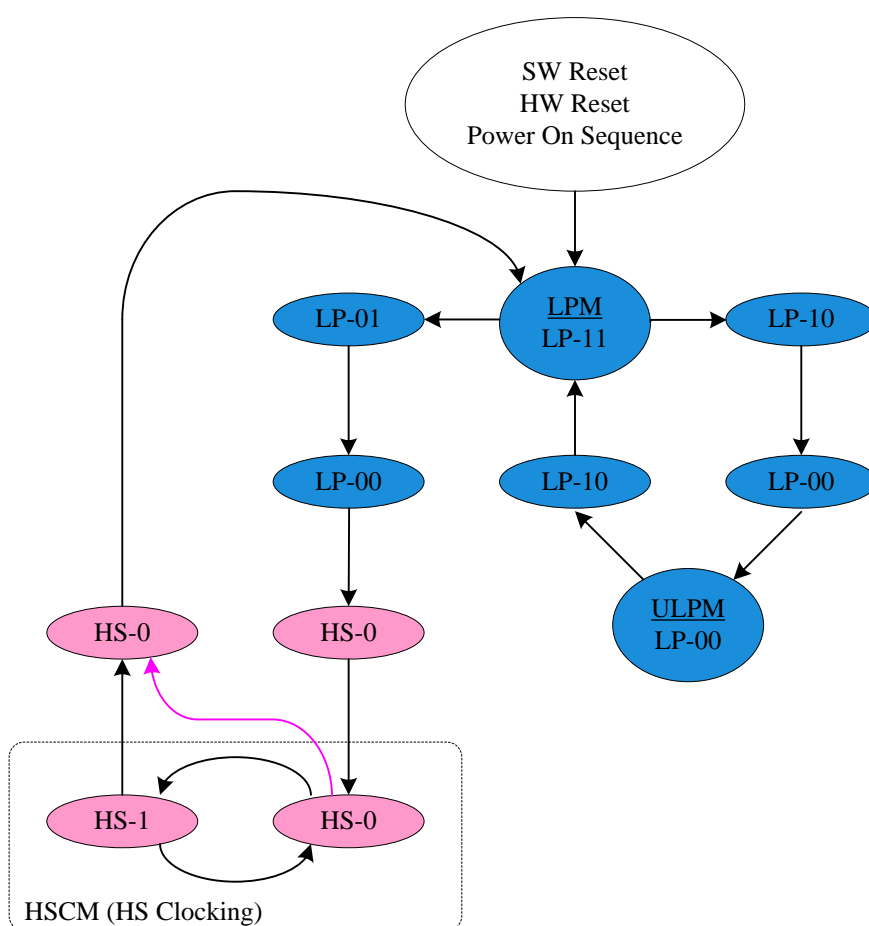 SW Reset
HW Reset
Power On Sequence
LP-01
LPM
LP-11
LP-10
LP-00
LP-10
LP-00
HS-0
HS-0
ULPM
LP-00
HS-1
HS-0
HSCM (HS Clocking)